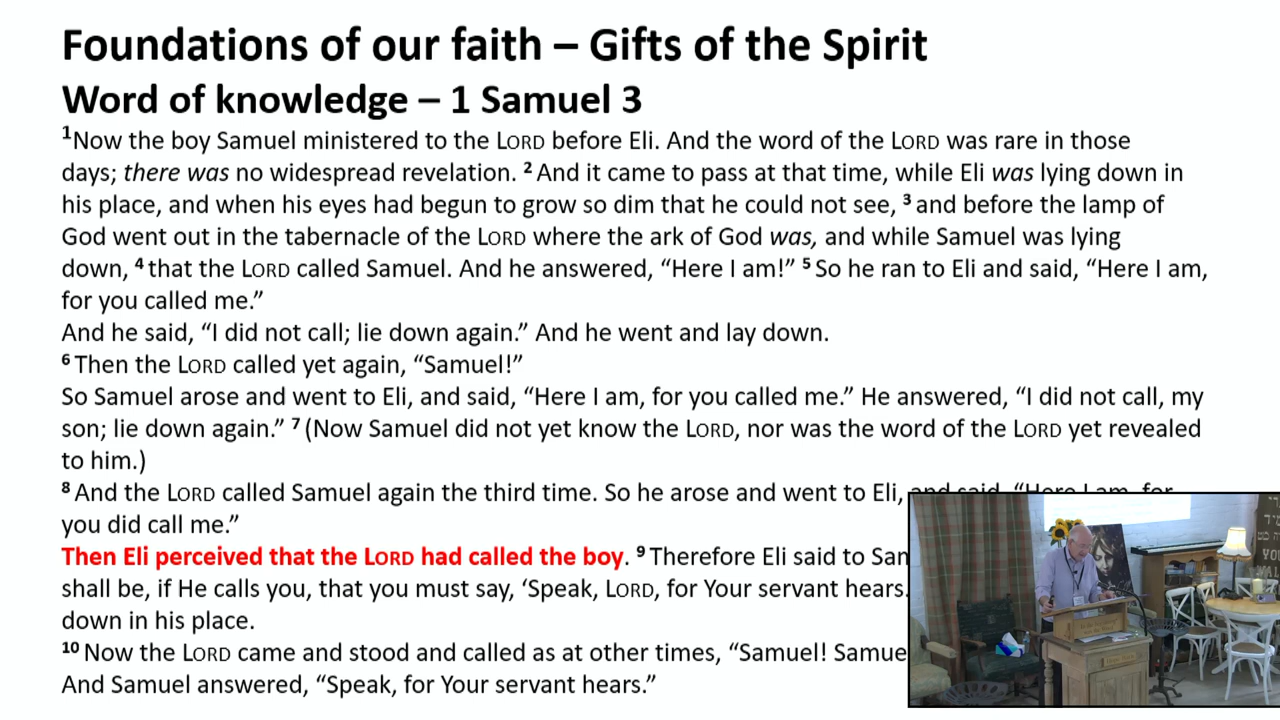 Foundations of our faith – Gifts of the Spirit
Word of knowledge – 1 Samuel 3
¹Now the boy Samuel ministered to the LORD before Eli. And the word of the LORD was rare in those
days; there was no widespread revelation. ² And it came to pass at that time, while Eli was lying down in
his place, and when his eyes had begun to grow so dim that he could not see, ³ and before the lamp of
God went out in the tabernacle of the LORD where the ark of God was, and while Samuel was lying
down, ⁴ that the LORD called Samuel. And he answered, “Here I am!” ⁵ So he ran to Eli and said, “Here I am,
for you called me.”
And he said, “I did not call; lie down again.” And he went and lay down.
⁶ Then the LORD called yet again, “Samuel!”
So Samuel arose and went to Eli, and said, “Here I am, for you called me.” He answered, “I did not call, my
son; lie down again.” ⁷ (Now Samuel did not yet know the LORD, nor was the word of the LORD yet revealed
to him.)
⁸ And the LORD called Samuel again the third time. So he arose and went to Eli, and said, “Here I am, for
you did call me.”
Then Eli perceived that the LORD had called the boy. ⁹ Therefore Eli said to Sam
shall be, if He calls you, that you must say, ‘Speak, LORD, for Your servant hears.
down in his place.
¹⁰ Now the LORD came and stood and called as at other times, “Samuel! Samue
And Samuel answered, “Speak, for Your servant hears.”